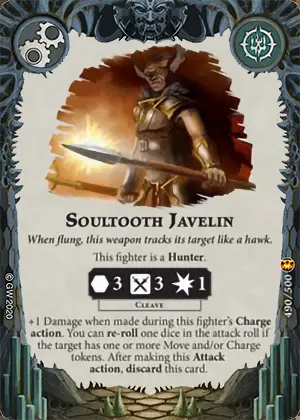 SOULTOOTH JAVELIN
When flung, this weapon tracks its target like a hawk.
This fighter is a Hunter.
3 3 1
CLEAVE
+1 Damage when made during this fighter's Charge
action. You can re-roll one dice in the attack roll if
the target has one or more Move and/or Charge
tokens. After making this Attack
action, discard this card.
© GW 2020
490/500